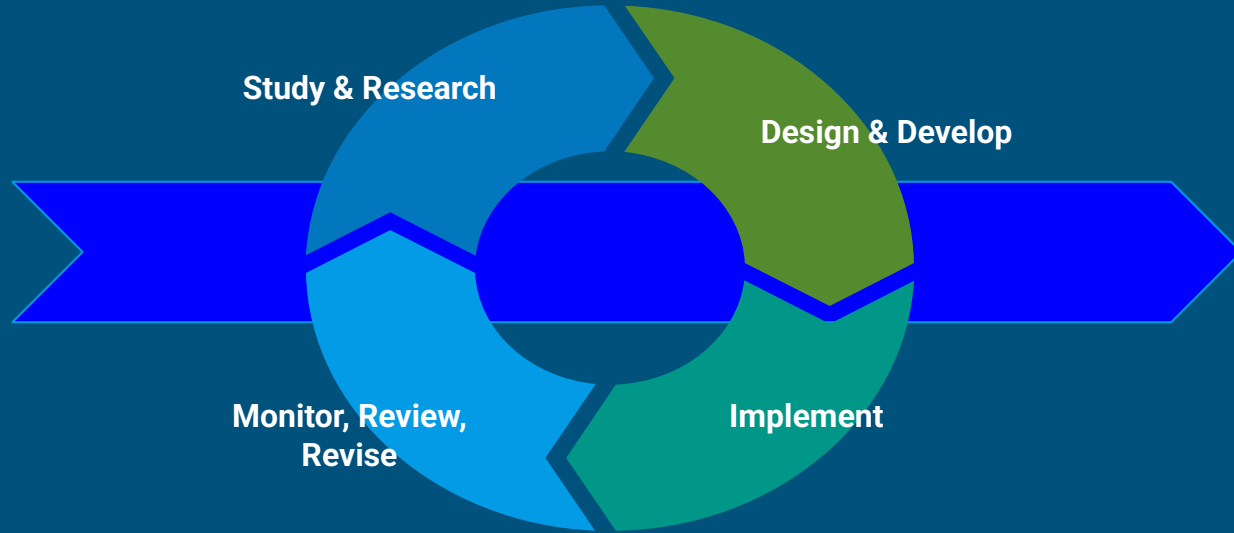 Study & Research
Design & Develop
Monitor, Review,
Revise
Implement